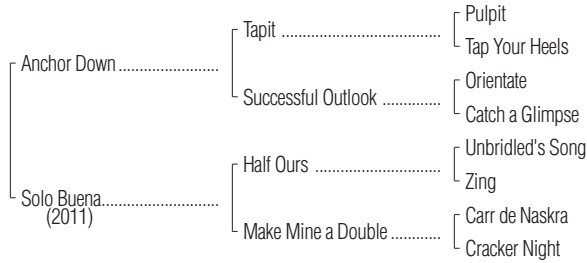 Pulpit
Tapit ..........................................
Tap Your Heels
Anchor Down ..........................
Orientate
Successful Outlook ...............
Catch a Glimpse
Unbridled's Song
Half Ours .................................
Zing
Solo Buena..............................
(2011)
Carr de Naskra
Make Mine a Double .............
Cracker Night